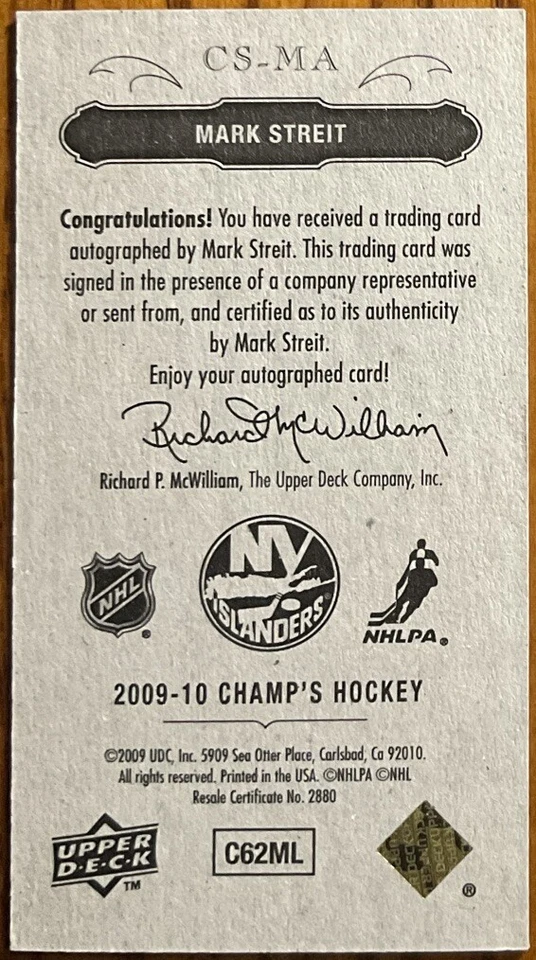 CS-MA
MARK STREIT
Congratulations! You have received a trading card
autographed by Mark Streit. This trading card was
signed in the presence of a company representative
or sent from, and certified as to its authenticity
by Mark Streit.
Enjoy your autographed card!
Richard McWilliam
Richard P. McWilliam, The Upper Deck Company, Inc.
NHL ®
NY
ISLANDERS ®
NHLPA ®
2009-10 CHAMP'S HOCKEY
©2009 UDC, Inc. 5909 Sea Otter Place, Carlsbad, Ca 92010.
All rights reserved. Printed in the USA. ©NHLPA ©NHL
Resale Certificate No. 2880
UPPER
D·E·C·K
TM
C62ML
®